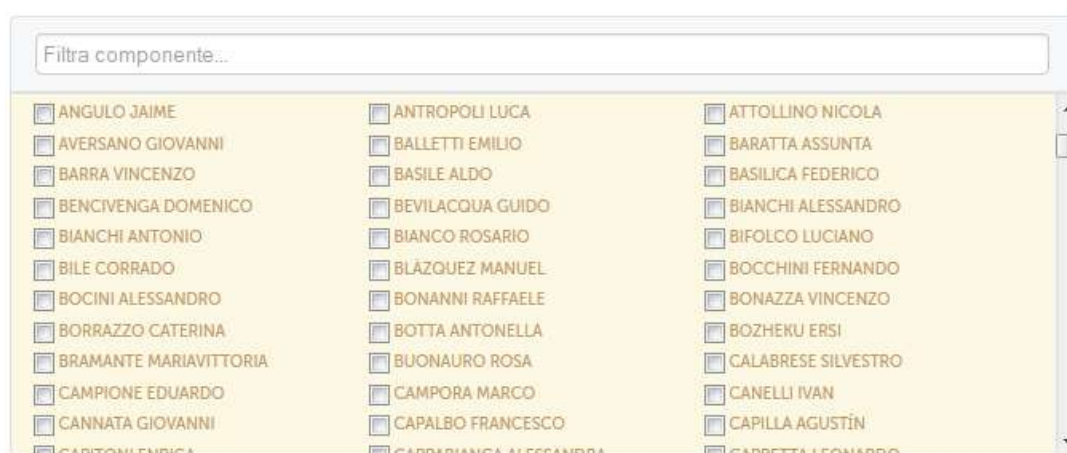 Filtra componente...
ANGULO JAIME ANTROPOLI LUCA ATTOLLINO NICOLA
AVERSANO GIOVANNI BALLETTI EMILIO BARATTA ASSUNTA
BARRA VINCENZO BASILE ALDO BASILICA FEDERICO
BENCIVENGA DOMENICO BEVILACQUA GUIDO BIANCHI ALESSANDRO
BIANCHI ANTONIO BIANCO ROSARIO BIFOLCO LUCIANO
BILE CORRADO BLÁZQUEZ MANUEL BOCCHINI FERNANDO
BOCINI ALESSANDRO BONANNI RAFFAELE BONAZZA VINCENZO
BORRAZZO CATERINA BOTTA ANTONELLA BOZHEKU ERSI
BRAMANTE MARIAVITTORIA BUONAURO ROSA CALABRESE SILVESTRO
CAMPIONE EDUARDO CAMPORA MARCO CANELLI IVAN
CANNATA GIOVANNI CAPALBO FRANCESCO CAPILLA AGUSTÍN